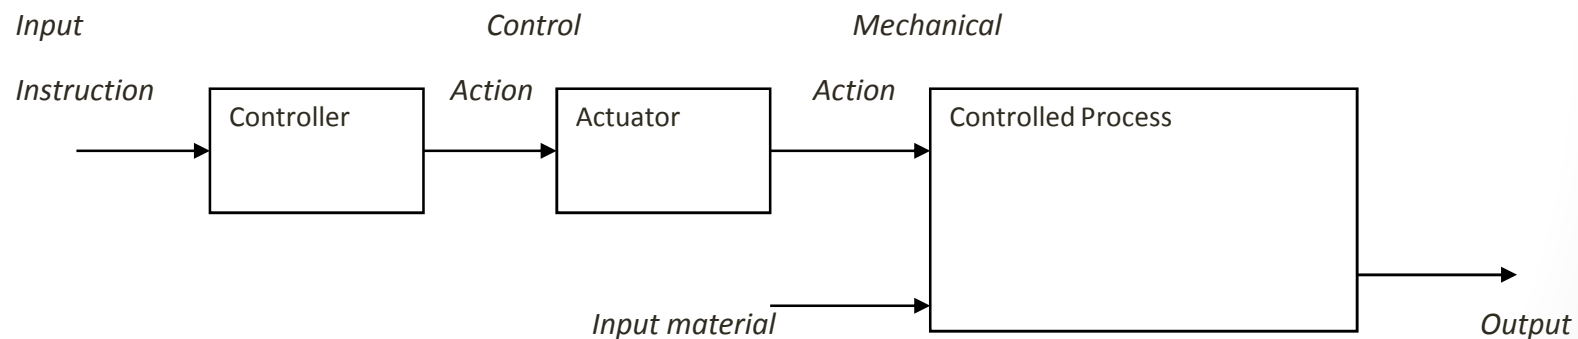 Input Control Mechanical
Instruction Action Action
Controller Actuator Controlled Process
Input material Output